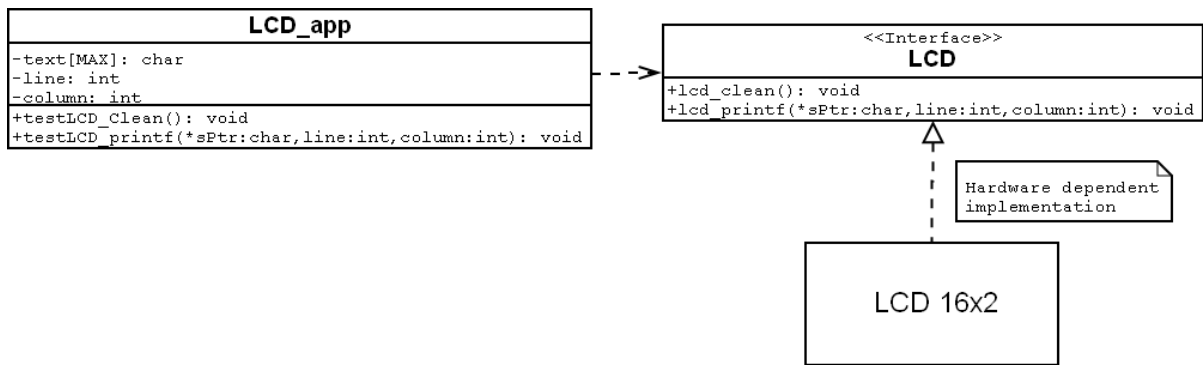 LCD_app
-text[MAX]: char
-line: int
-column: int
+testLCD_Clean(): void
+testLCD_printf(*sPtr:char,line:int,column:int): void
<<Interface>>
LCD
+lcd_clean(): void
+lcd_printf(*sPtr:char,line:int,column:int): void
Hardware dependent
implementation
LCD 16x2